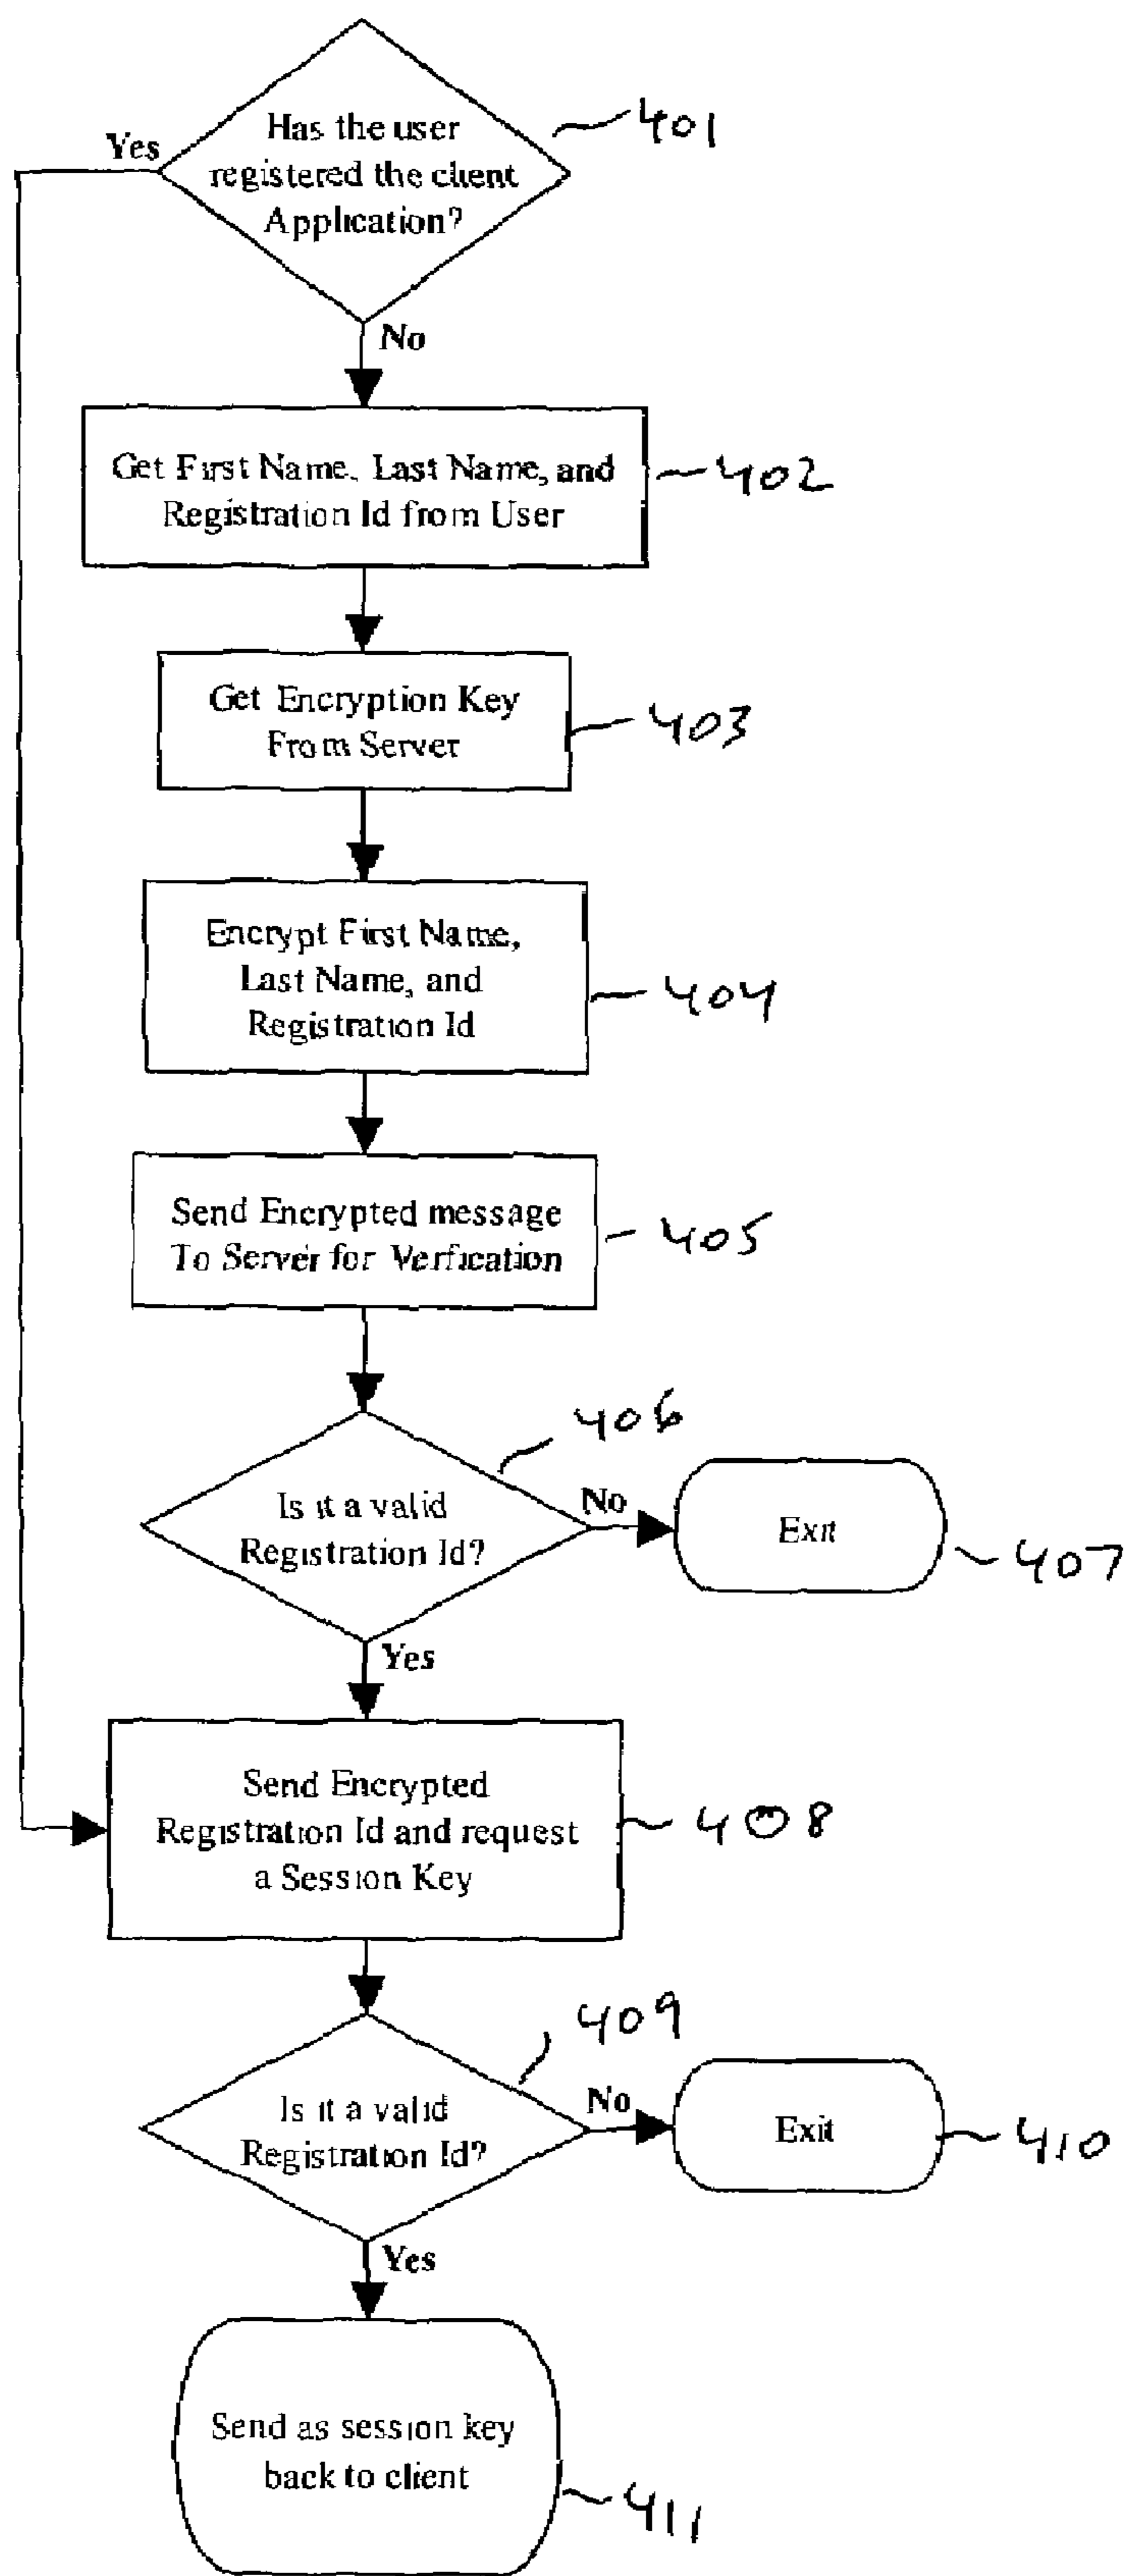 Has the user
registered the client
Application?
401
Yes
No
Get First Name, Last Name, and
Registration Id from User
402
Get Encryption Key
From Server
403
Encrypt First Name,
Last Name, and
Registration Id
404
Send Encrypted message
To Server for Verfication
405
406
Is it a valid
Registration Id?
No
Exit
407
Yes
Send Encrypted
Registration Id and request
a Session Key
408
409
Is it a valid
Registration Id?
No
Exit
410
Yes
Send as session key
back to client
411